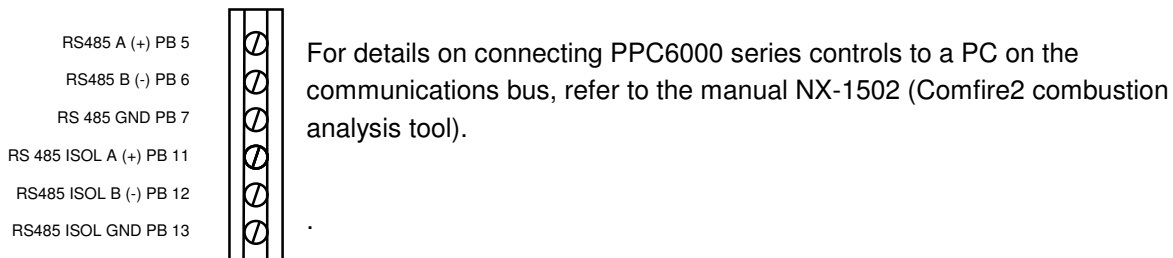 RS485 A (+) PB 5
RS485 B (-) PB 6
RS 485 GND PB 7
RS 485 ISOL A (+) PB 11
RS485 ISOL B (-) PB 12
RS485 ISOL GND PB 13
For details on connecting PPC6000 series controls to a PC on the
communications bus, refer to the manual NX-1502 (Comfire2 combustion
analysis tool).
.